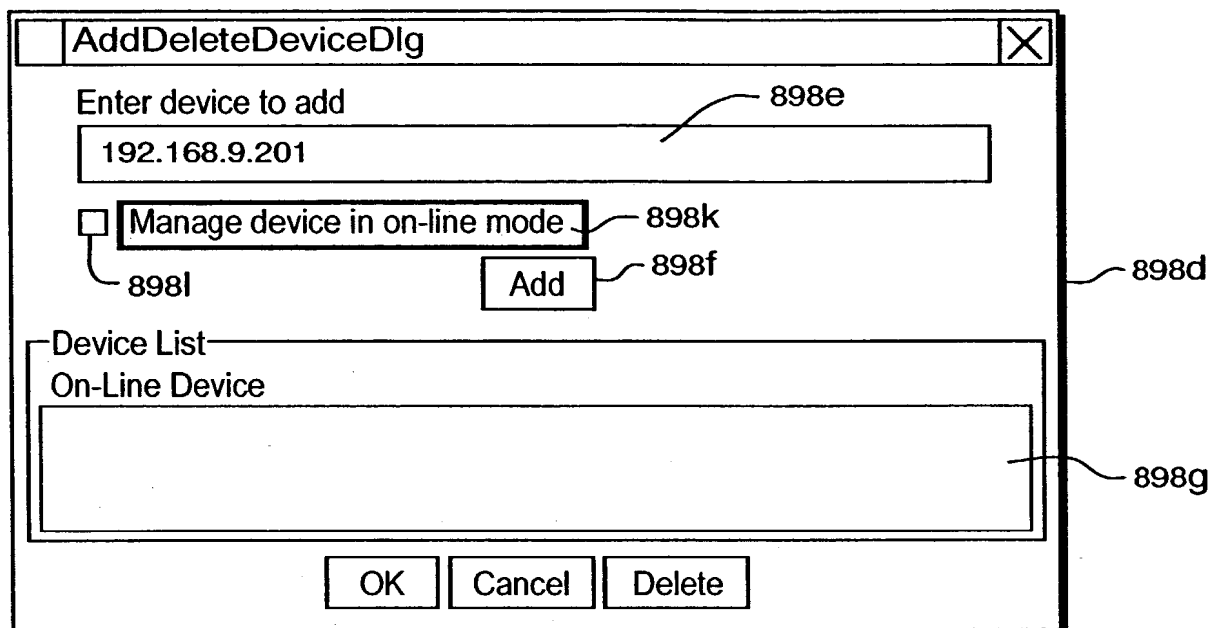 AddDeleteDeviceDlg
Enter device to add
898e
192.168.9.201
Manage device in on-line mode
898k
898l
Add
898f
898d
Device List
On-Line Device
898g
OK
Cancel
Delete